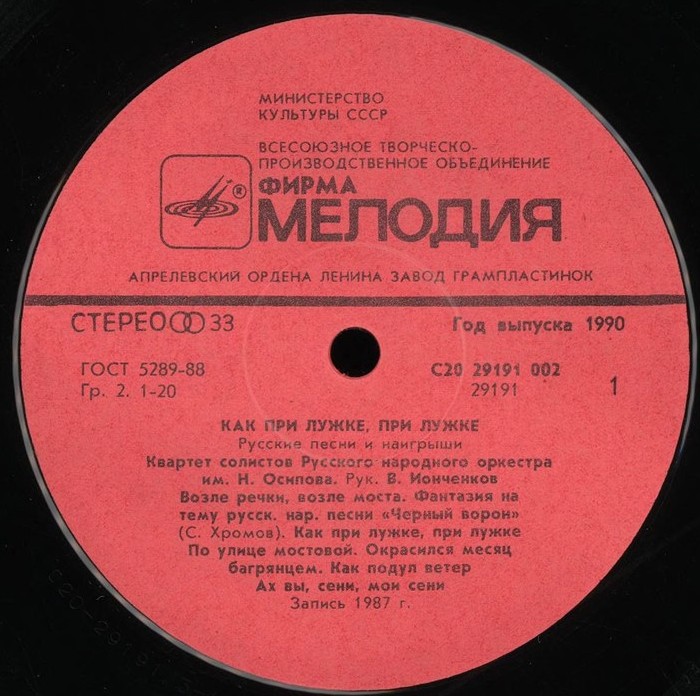 МИНИСТЕРСТВО
КУЛЬТУРЫ СССР
ВСЕСОЮЗНОЕ ТВОРЧЕСКО-
ПРОИЗВОДСТВЕННОЕ ОБЪЕДИНЕНИЕ
ФИРМА
®
МЕЛОДИЯ
АПРЕЛЕВСКИЙ ОРДЕНА ЛЕНИНА ЗАВОД ГРАМПЛАСТИНОК
СТЕРЕО 33
Год выпуска 1990
ГОСТ 5289-88
С20 29191 002
Гр. 2. 1-20
29191
1
КАК ПРИ ЛУЖКЕ, ПРИ ЛУЖКЕ
Русские песни и наигрыши
Квартет солистов Русского народного оркестра
им. Н. Осипова. Рук. В. Ионченков
Возле речки, возле моста. Фантазия на
тему русск. нар. песни «Черный ворон»
(С. Хромов). Как при лужке, при лужке
По улице мостовой. Окрасился месяц
багрянцем. Как подул ветер
Ах вы, сени, мои сени
Запись 1987 г.